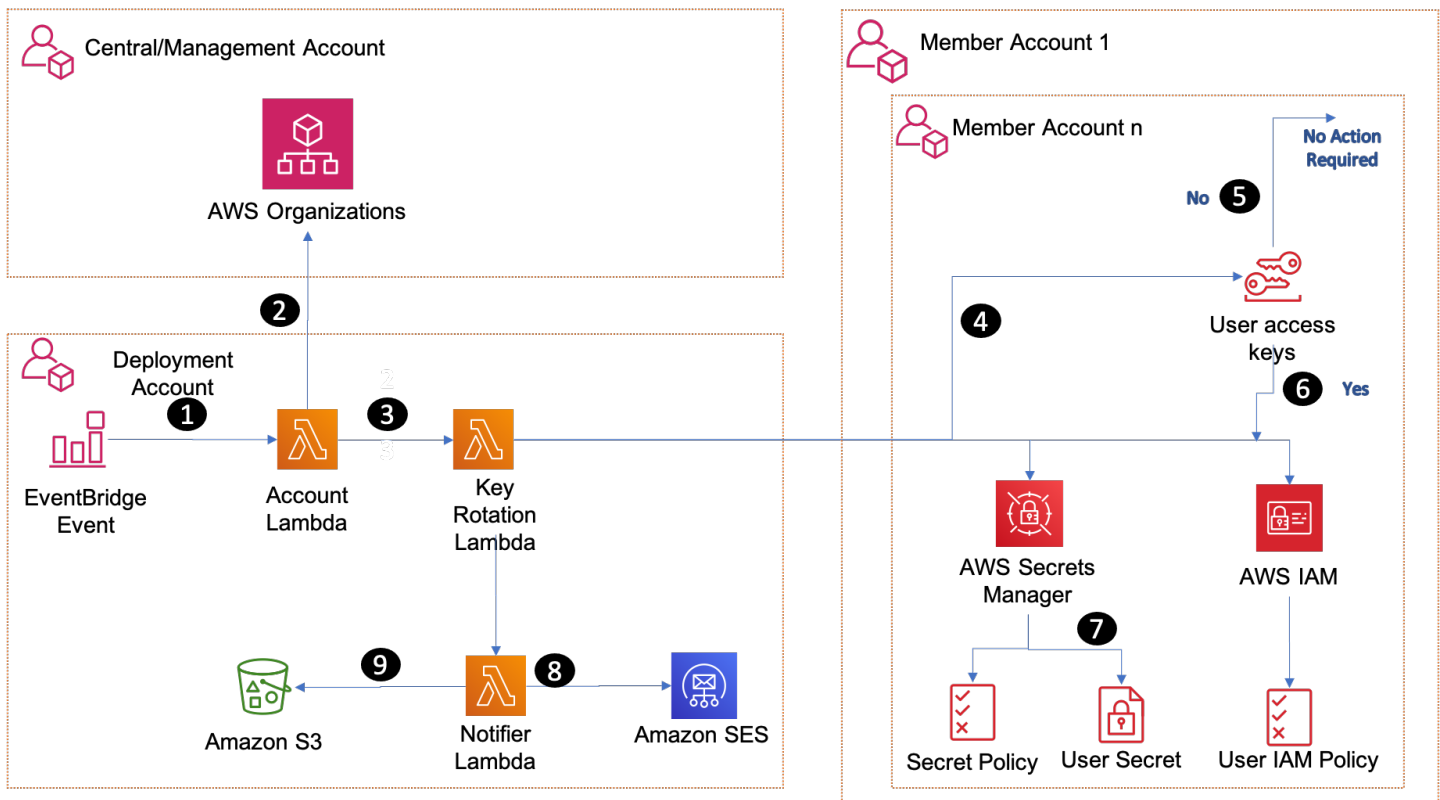 Central/Management Account
AWS Organizations
2
Deployment
Account
1
2
3
3
EventBridge
Event
Account
Lambda
Key
Rotation
Lambda
9
8
Amazon S3
Notifier
Lambda
Amazon SES
Member Account 1
Member Account n
No Action
Required
No
5
4
User access
keys
6
Yes
AWS Secrets
Manager
AWS IAM
7
Secret Policy
User Secret
User IAM Policy